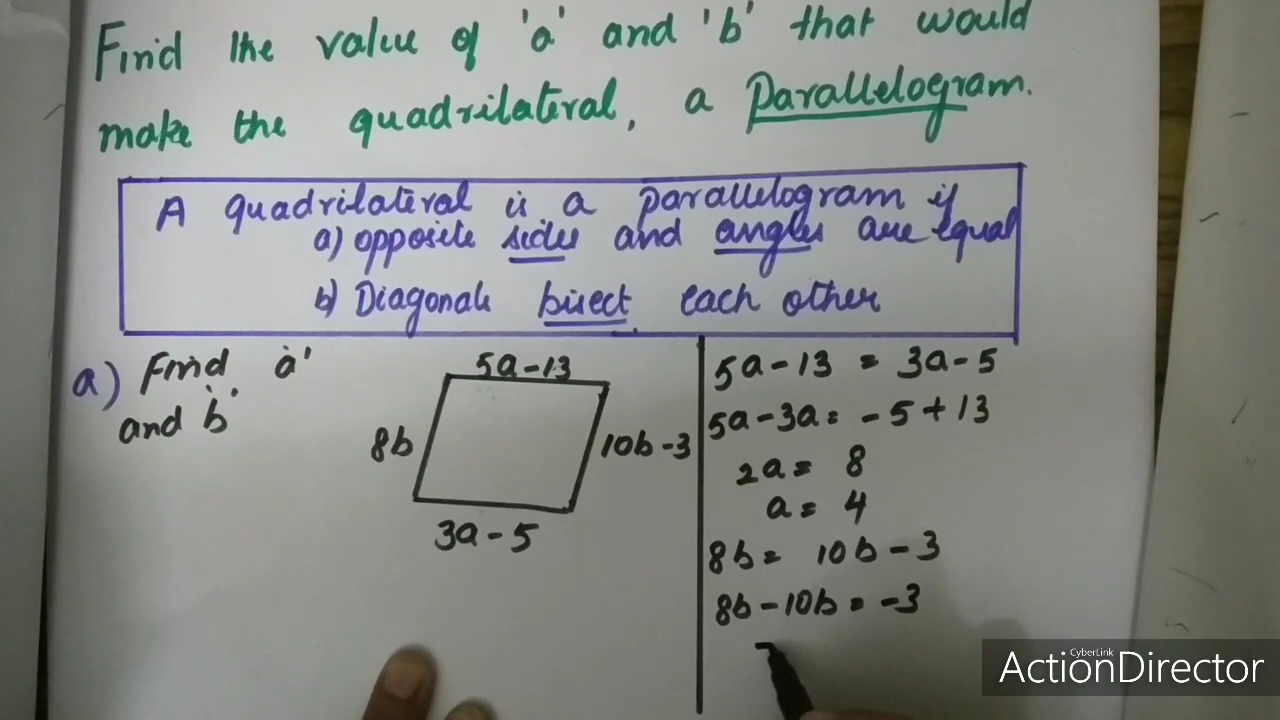 Find the value of 'a' and 'b' that would
make the quadrilateral, a Parallelogram.
A quadrilateral is a parallelogram if
a) opposite sides and angles are equal
b) Diagonals bisect each other
a) Find 'a'
and 'b'
5a-13
8b
10b-3
3a-5
5a-13 = 3a-5
5a-3a= -5+13
2a= 8
a= 4
8b= 10b-3
8b-10b= -3
CyberLink
ActionDirector